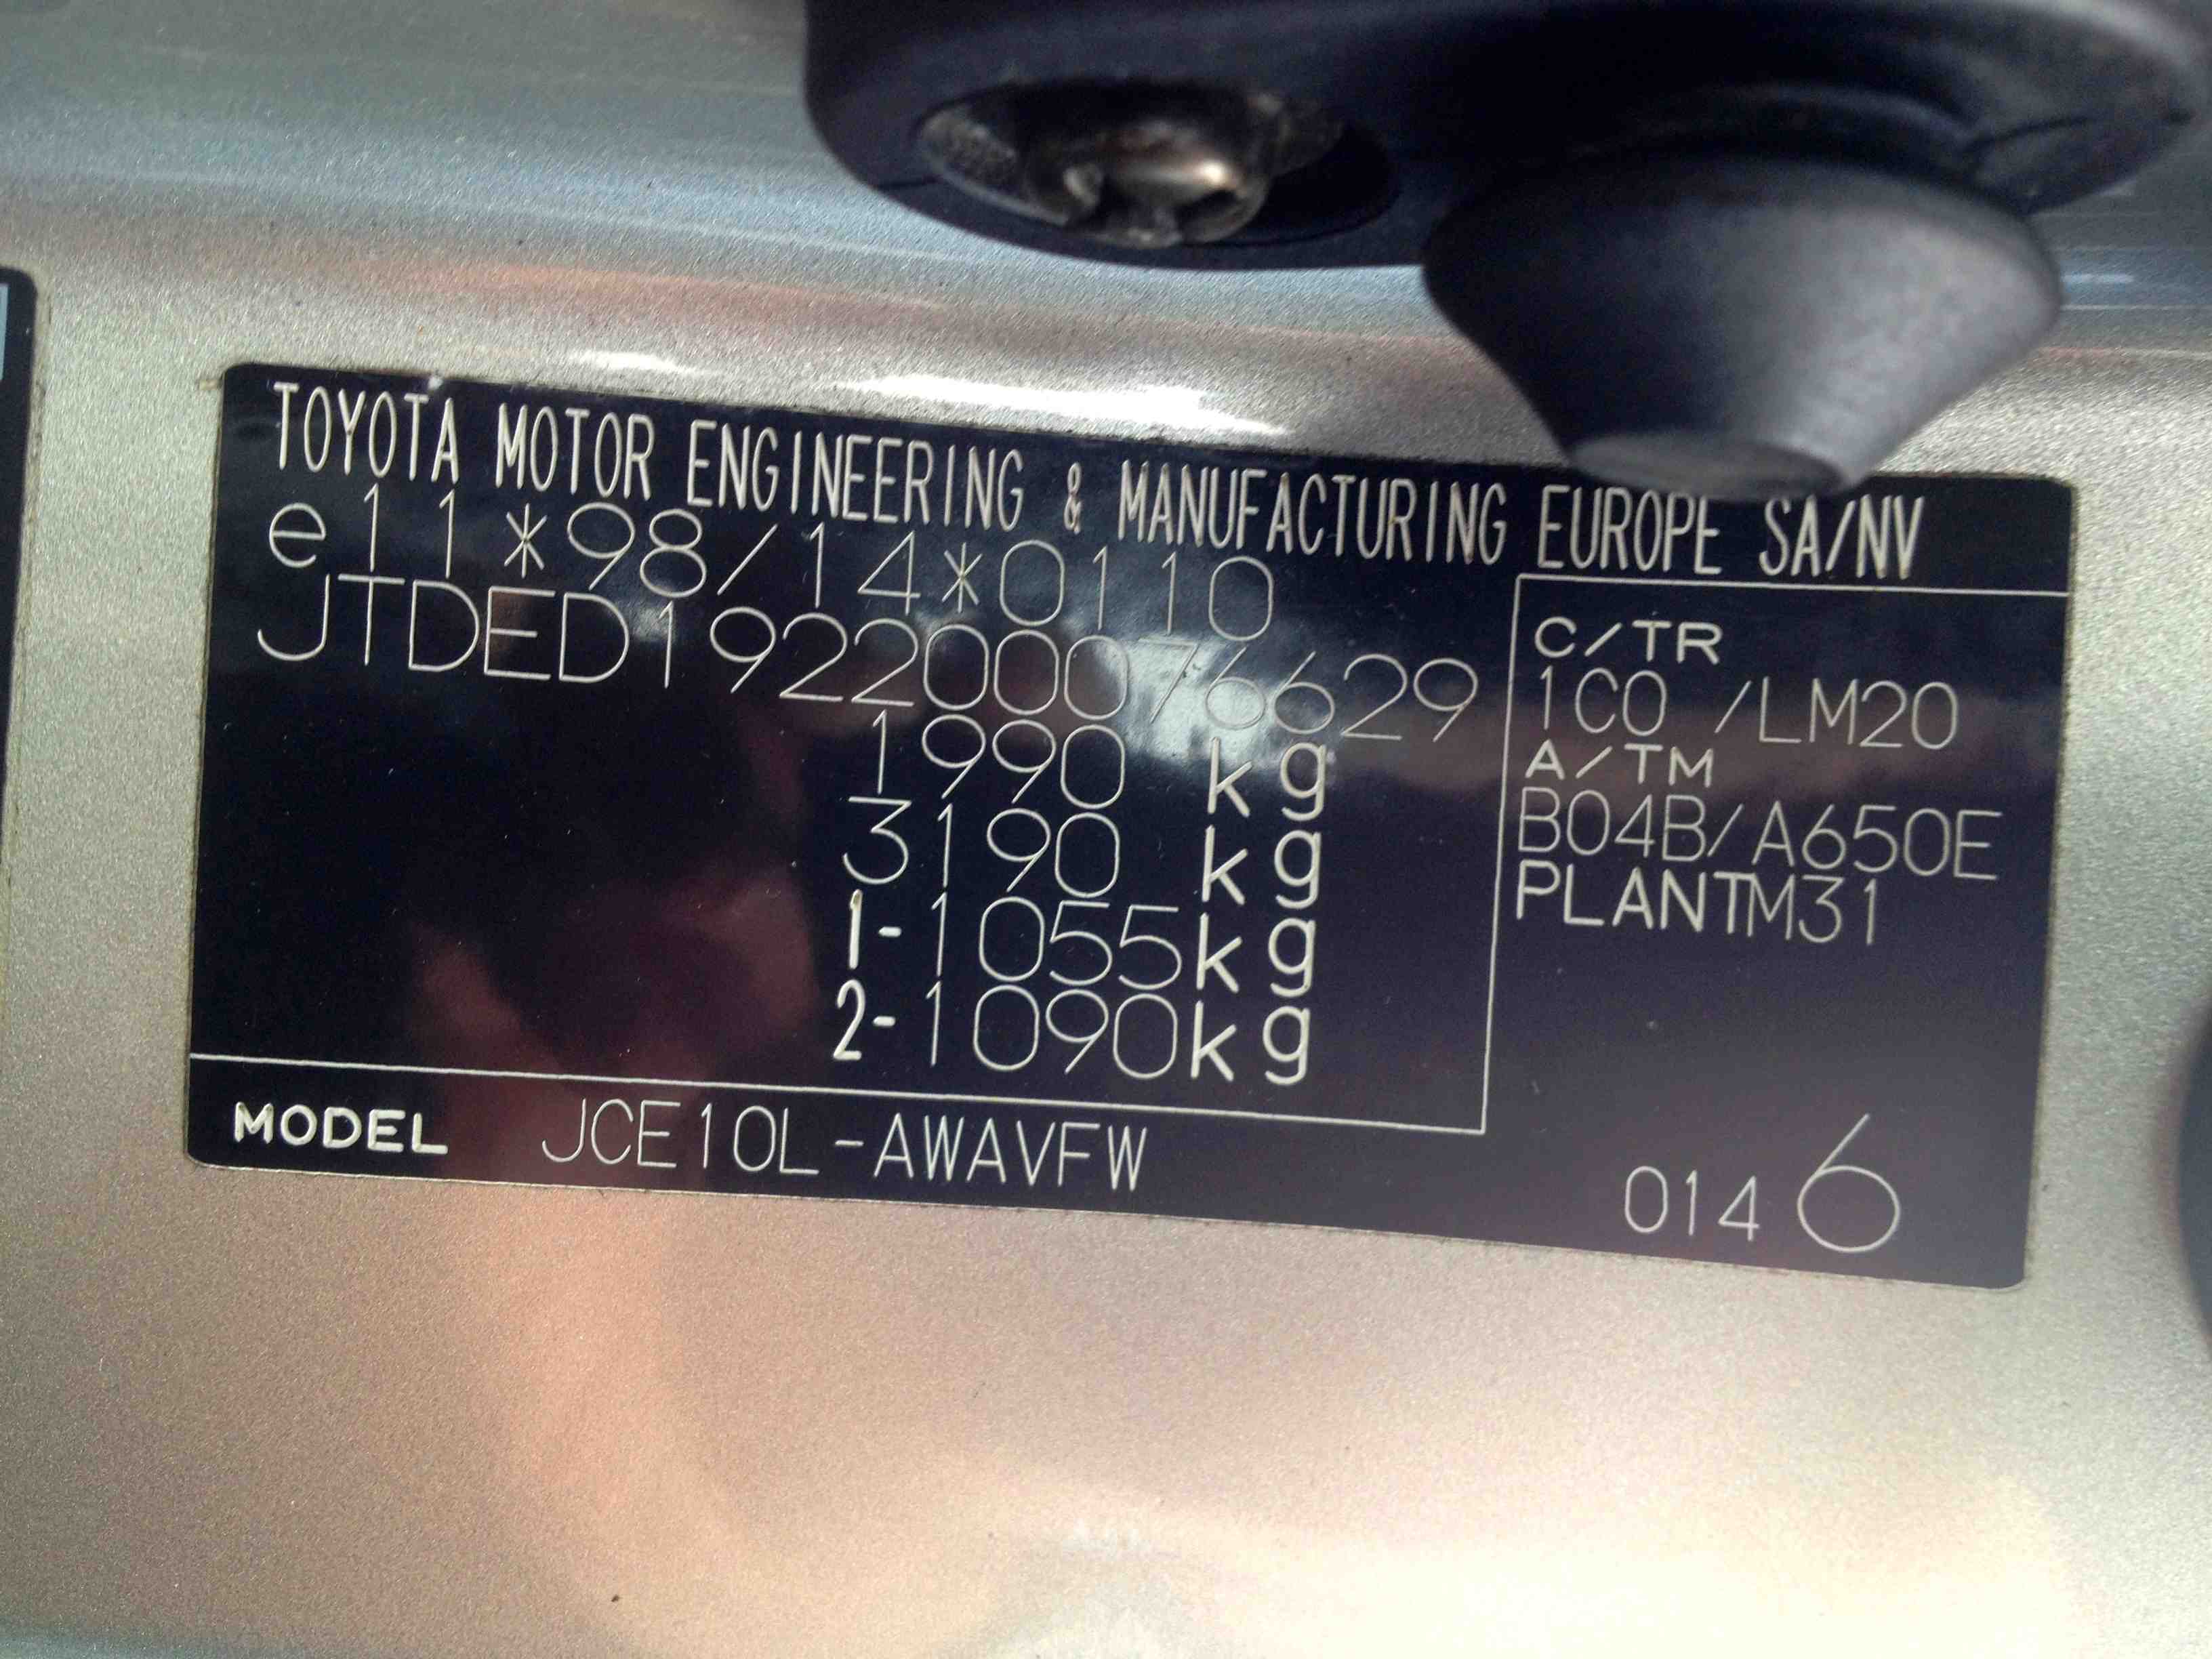 TOYOTA MOTOR ENGINEERING & MANUFACTURING EUROPE SA/NV
e11*98/14*0110
JTDED192200076629
1990 kg
3190 kg
1-1055kg
2-1090kg
C/TR
1C0 /LM20
A/TM
B04B/A650E
PLANTM31
MODEL JCE10L-AWAVFW
014 6